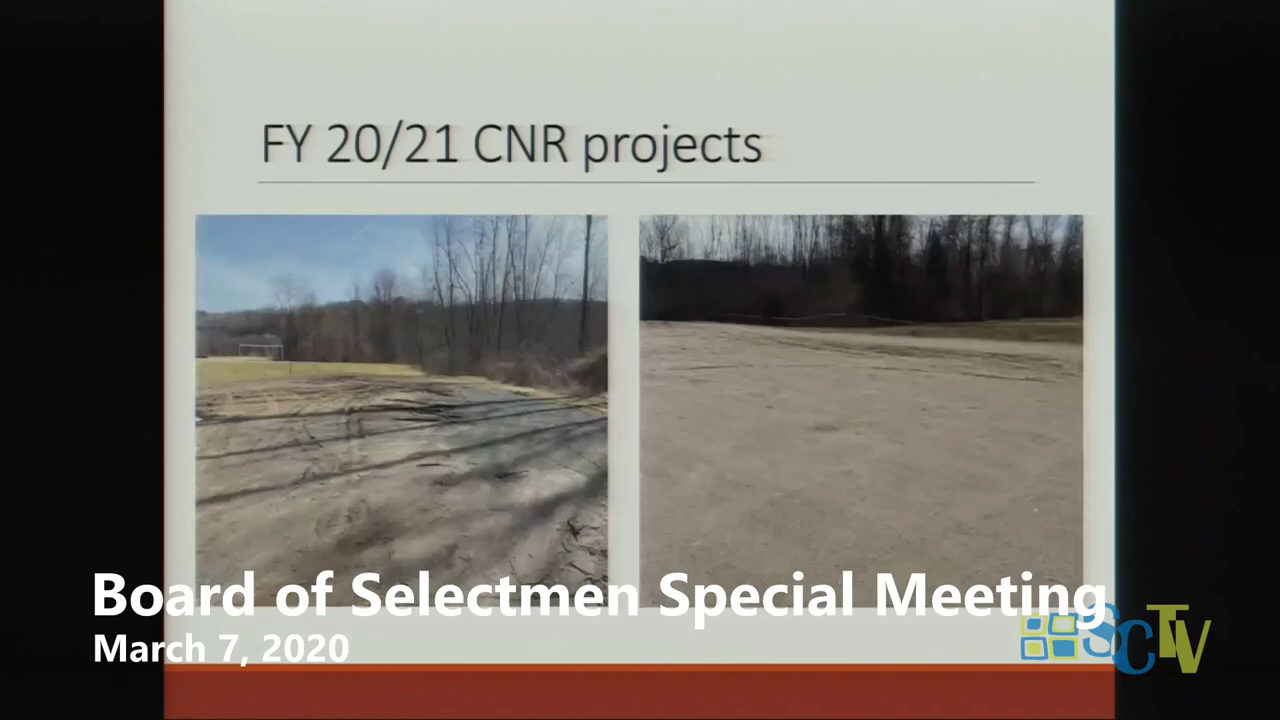 FY 20/21 CNR projects
Board of Selectmen Special Meeting
March 7, 2020
SCTV